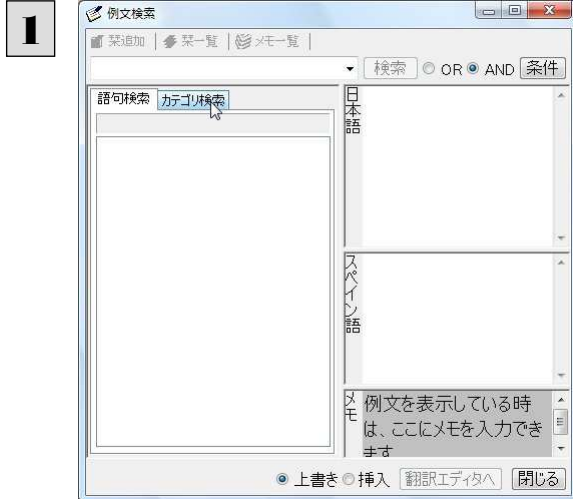 1
例文検索
栞追加 栞一覧 メモ一覧
検索 OR AND 条件
語句検索 カテゴリ検索
日本語
スペイン語
メモ
例文を表示している時
は、ここにメモを入力でき
ます
上書き 挿入 翻訳エディタへ 閉じる